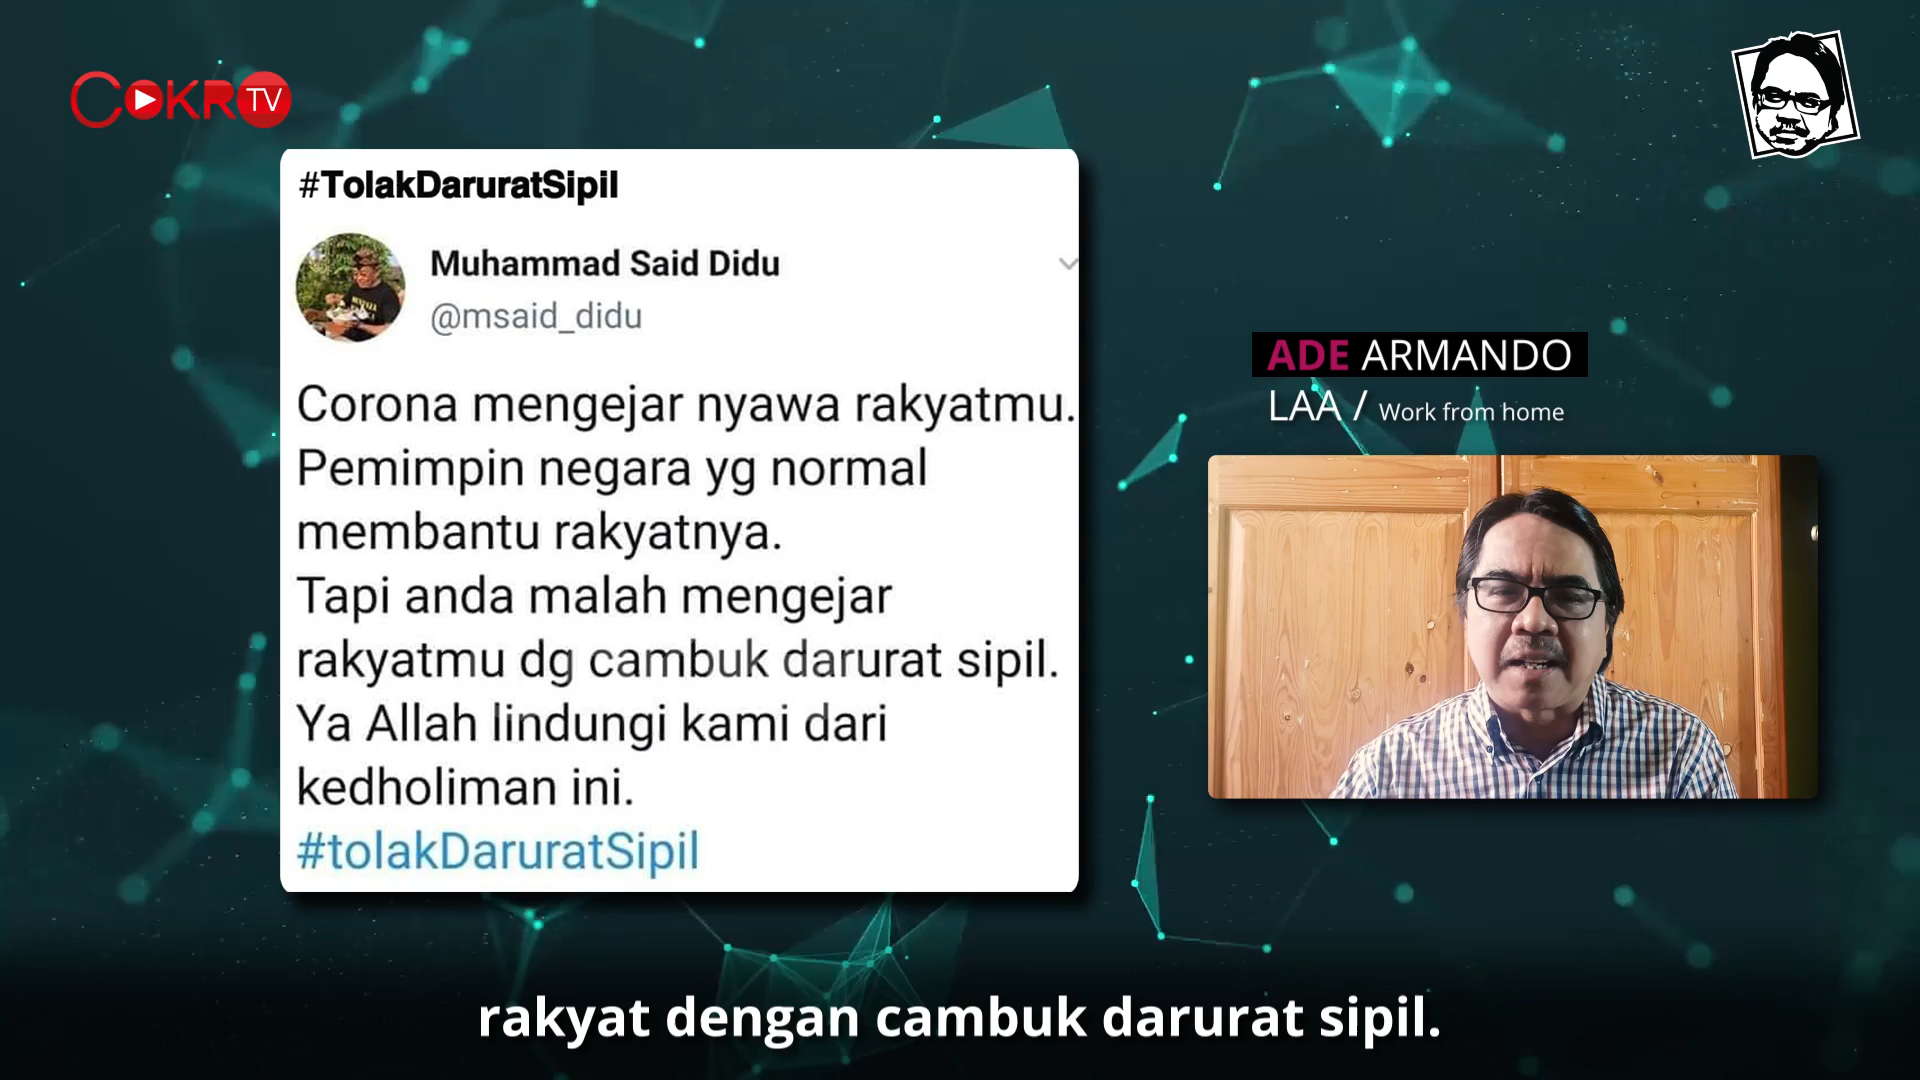 COKRO TV
#TolakDaruratSipil
Muhammad Said Didu
@msaid_didu
Corona mengejar nyawa rakyatmu.
Pemimpin negara yg normal
membantu rakyatnya.
Tapi anda malah mengejar
rakyatmu dg cambuk darurat sipil.
Ya Allah lindungi kami dari
kedholiman ini.
#tolakDaruratSipil
ADE ARMANDO
LAA / Work from home
rakyat dengan cambuk darurat sipil.